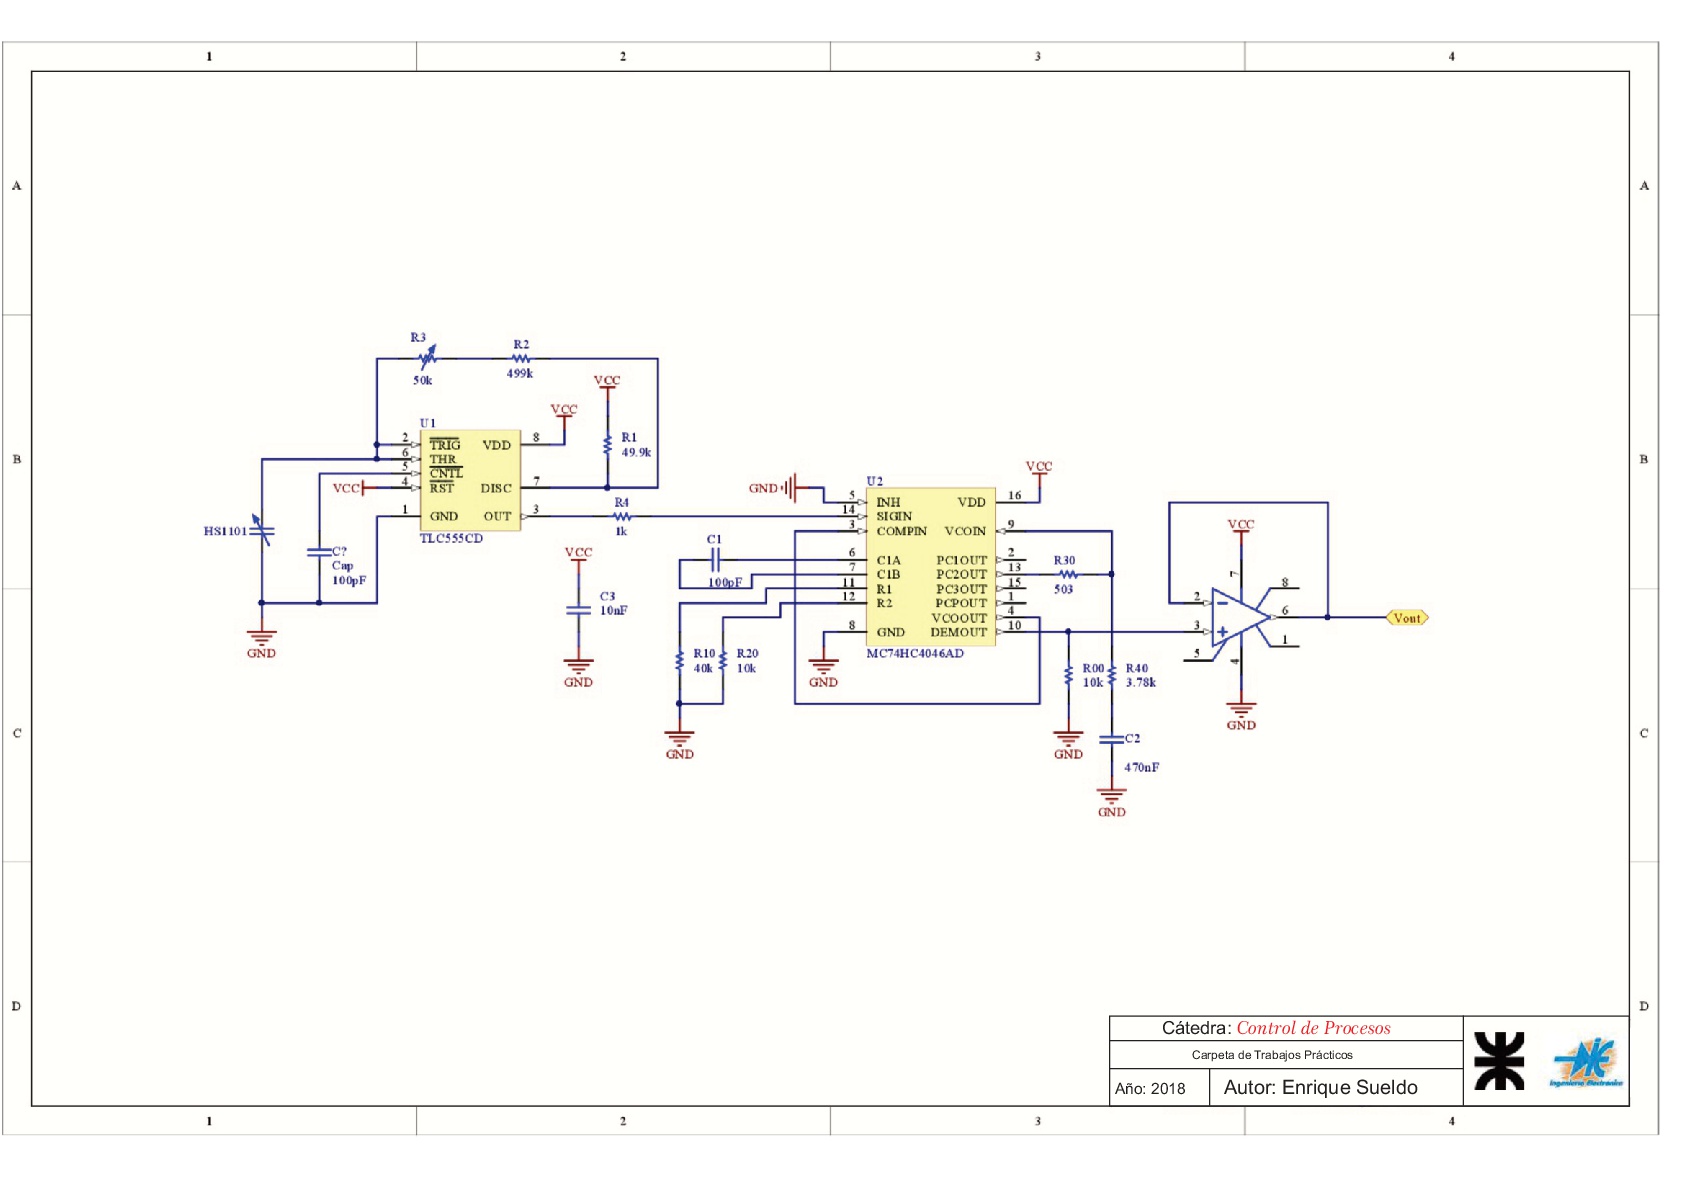 1 2 3 4
A A
R3
50k
R2
499k
VCC
VCC
R1
49.9k
U1
2 TRIG VDD 8
6 THR
5 CNTL
VCC 4 RST DISC 7
1 GND OUT 3
TLC555CD
B B
HS1101
C?
Cap
100pF
GND
R4
1k
VCC
C3
10nF
GND
GND
U2
VCC
5 INH VDD 16
14 SIGIN
3 COMPIN VCOIN 9
6 C1A PC1OUT 2
7 C1B PC2OUT 13
11 R1 PC3OUT 15
12 R2 PCPOUT 1
VCOOUT 4
8 GND DEMOUT 10
MC74HC4046AD
C1
100pF
R10
40k
R20
10k
GND
GND
R30
503
R00
10k
R40
3.78k
GND
C2
470nF
GND
VCC
7
8
2
6
3
1
5
4
GND
Vout
C C
D D
Cátedra: Control de Procesos
Carpeta de Trabajos Prácticos
Año: 2018 Autor: Enrique Sueldo
Ingeniería Electrónica
1 2 3 4